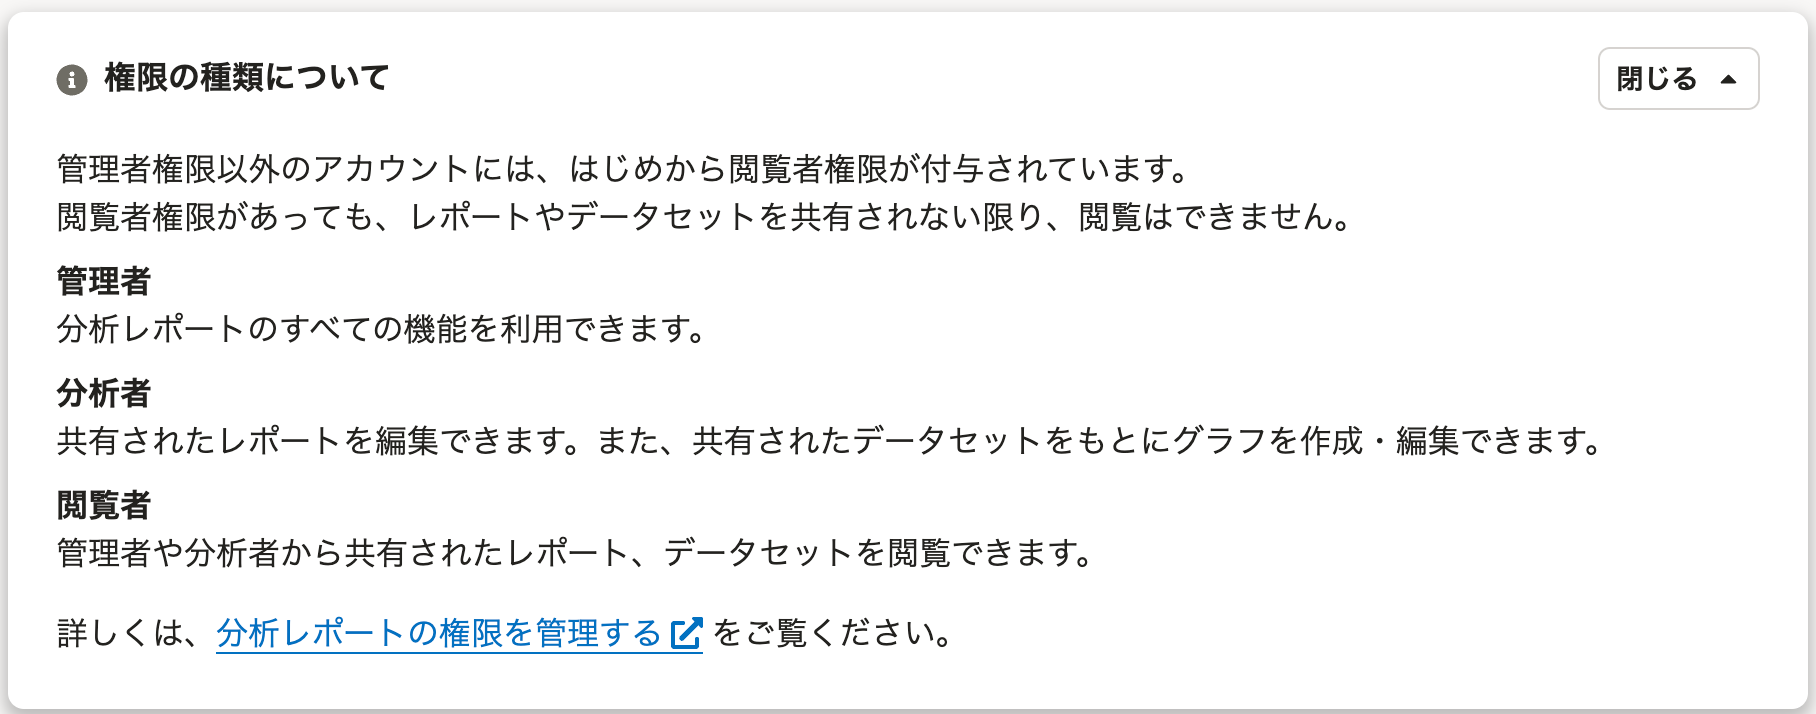 権限の種類について
閉じる
管理者権限以外のアカウントには、はじめから閲覧者権限が付与されています。
閲覧者権限があっても、レポートやデータセットを共有されない限り、閲覧はできません。
管理者
分析レポートのすべての機能を利用できます。
分析者
共有されたレポートを編集できます。また、共有されたデータセットをもとにグラフを作成・編集できます。
閲覧者
管理者や分析者から共有されたレポート、データセットを閲覧できます。
詳しくは、分析レポートの権限を管理する をご覧ください。